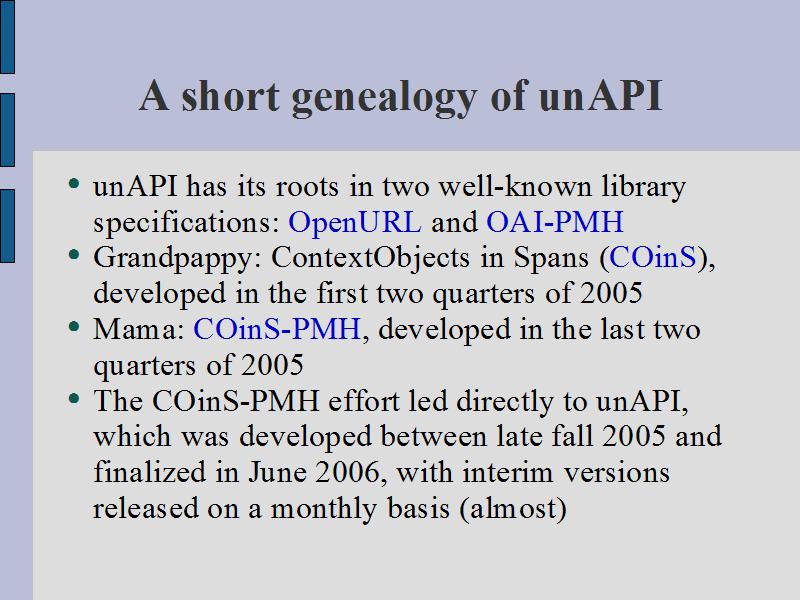 A short genealogy of unAPI
• unAPI has its roots in two well-known library
specifications: OpenURL and OAI-PMH
• Grandpappy: ContextObjects in Spans (COinS),
developed in the first two quarters of 2005
• Mama: COinS-PMH, developed in the last two
quarters of 2005
• The COinS-PMH effort led directly to unAPI,
which was developed between late fall 2005 and
finalized in June 2006, with interim versions
released on a monthly basis (almost)